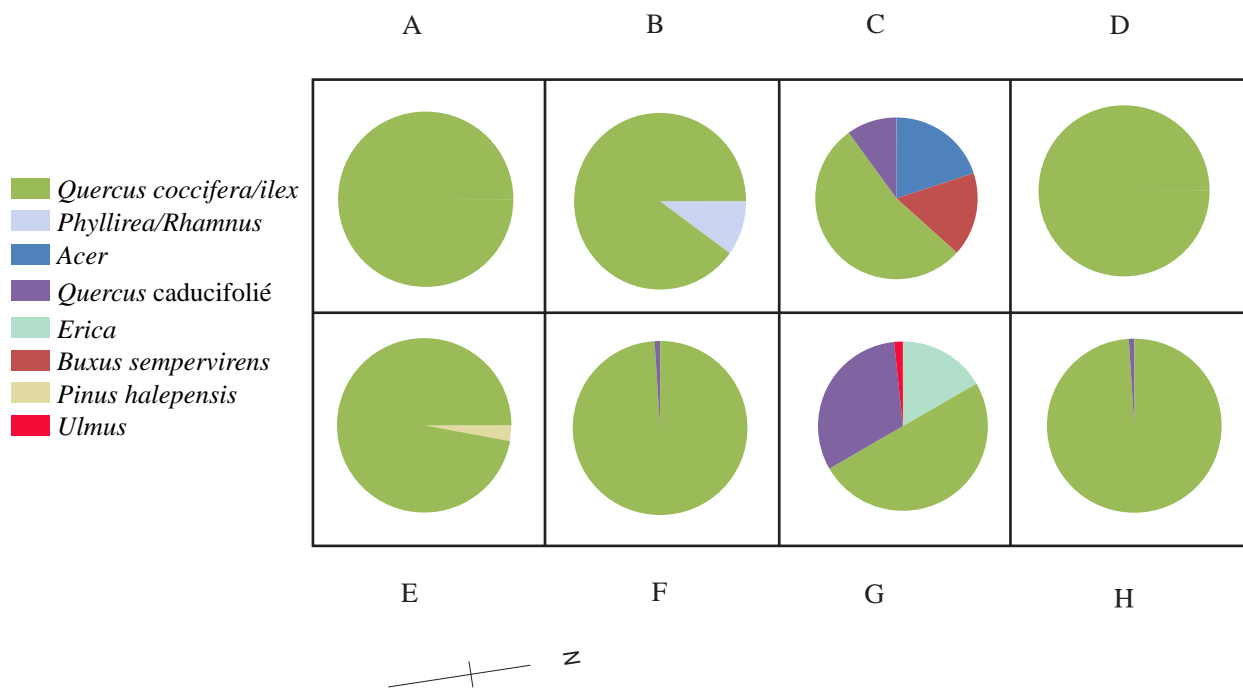 A B C D
Quercus coccifera/ilex
Phyllirea/Rhamnus
Acer
Quercus caducifolié
Erica
Buxus sempervirens
Pinus halepensis
Ulmus
E F G H
N